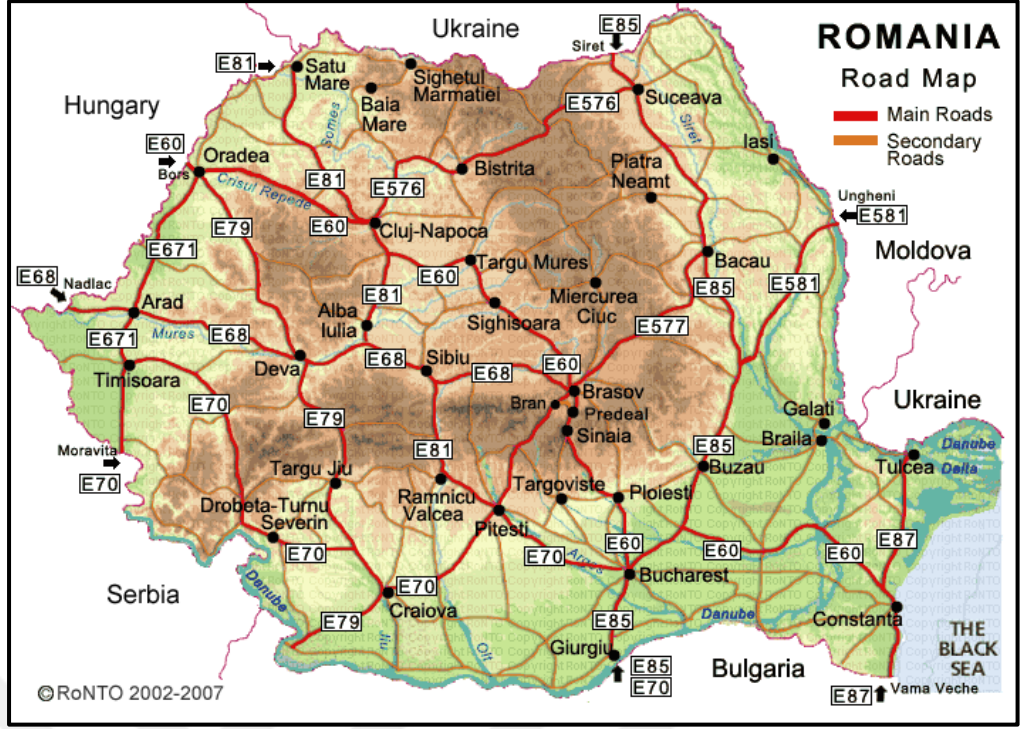 ROMANIA
Road Map
Main Roads
Secondary
Roads
Ukraine
E85
Siret
E81
Satu
Mare
Sighetul
Marmatiei
Baia
Mare
Somes
E576
Suceava
Siret
Hungary
E60
Bors
Oradea
Crisul Repede
E81
E576
Bistrita
Piatra
Neamt
Iasi
Ungheni
E581
Moldova
E79
E60
Cluj-Napoca
E671
E60
Targu Mures
Bacau
E85
E581
E68
Nadlac
Arad
Mures
E68
E81
Alba
Iulia
Sighisoara
Miercurea
Ciuc
E577
E671
Timisoara
Deva
E68
Sibiu
E68
E60
Brasov
Bran
Predeal
Sinaia
E70
E79
Galati
Braila
Ukraine
Danube
Delta
Tulcea
Moravita
E70
E81
E85
Buzau
Targu Jiu
Ramnicu
Valcea
Targoviste
Ploiesti
Drobeta-Turnu
Severin
Pitesti
E70
E70
Arges
E60
E60
E60
E87
Bucharest
Serbia
Danube
E70
Craiova
E79
Jiu
Olt
E85
Danube
Constanta
Giurgiu
E85
E70
Bulgaria
THE
BLACK
SEA
E87
Vama Veche
©RoNTO 2002-2007